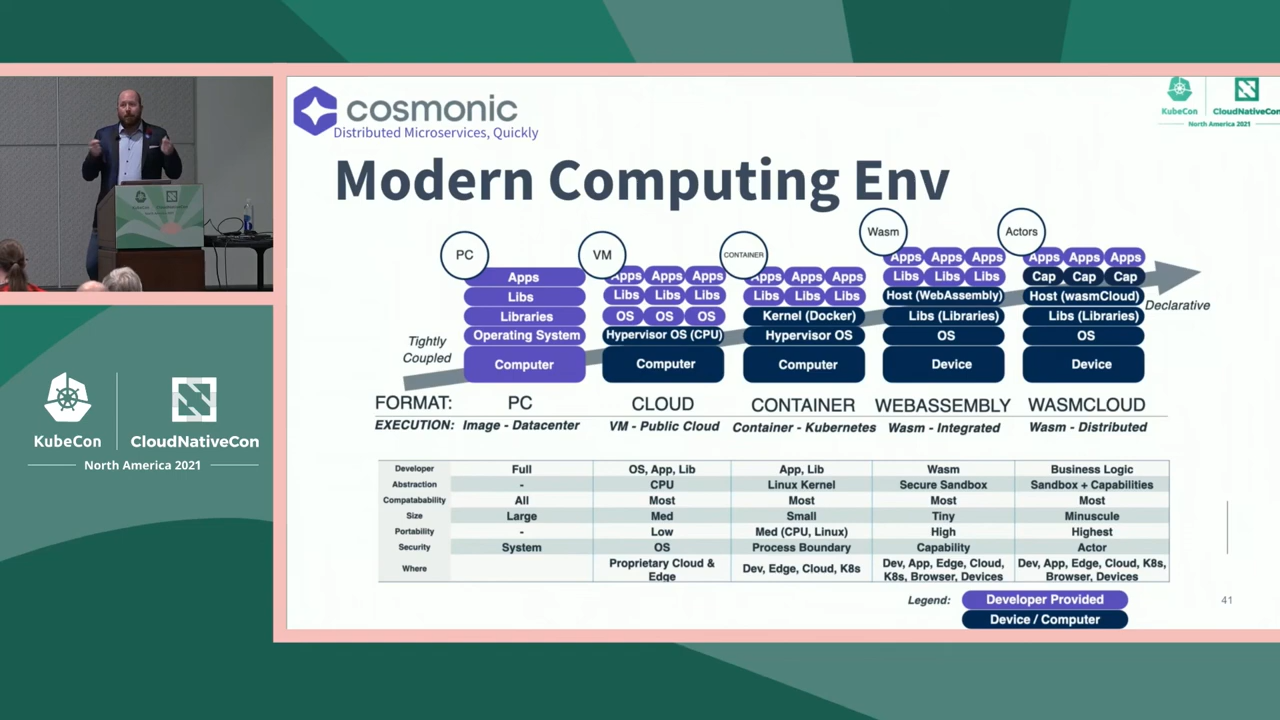 cosmonic
Distributed Microservices, Quickly
KubeCon
CloudNativeCon
North America 2021
Modern Computing Env
PC
VM
CONTAINER
Wasm
Actors
Apps
Libs
Libraries
Operating System
Computer
Apps Apps Apps
Libs Libs Libs
OS OS OS
Hypervisor OS (CPU)
Computer
Apps Apps Apps
Libs Libs Libs
Kernel (Docker)
Hypervisor OS
Computer
Apps Apps Apps
Libs Libs Libs
Host (WebAssembly)
Libs (Libraries)
OS
Device
Apps Apps Apps
Cap Cap Cap
Host (wasmCloud)
Libs (Libraries)
OS
Device
Tightly
Coupled
Declarative
FORMAT: PC CLOUD CONTAINER WEBASSEMBLY WASMCLOUD
EXECUTION: Image - Datacenter VM - Public Cloud Container - Kubernetes Wasm - Integrated Wasm - Distributed
Developer Full OS, App, Lib App, Lib Wasm Business Logic
Abstraction - CPU Linux Kernel Secure Sandbox Sandbox + Capabilities
Compatabability All Most Most Most Most
Size Large Med Small Tiny Minuscule
Portability - Low Med (CPU, Linux) High Highest
Security System OS Process Boundary Capability Actor
Where Proprietary Cloud & Edge Dev, Edge, Cloud, K8s Dev, App, Edge, Cloud, K8s, Browser, Devices Dev, App, Edge, Cloud, K8s, Browser, Devices
Legend: Developer Provided
Device / Computer
41
KubeCon
CloudNativeCon
North America 2021